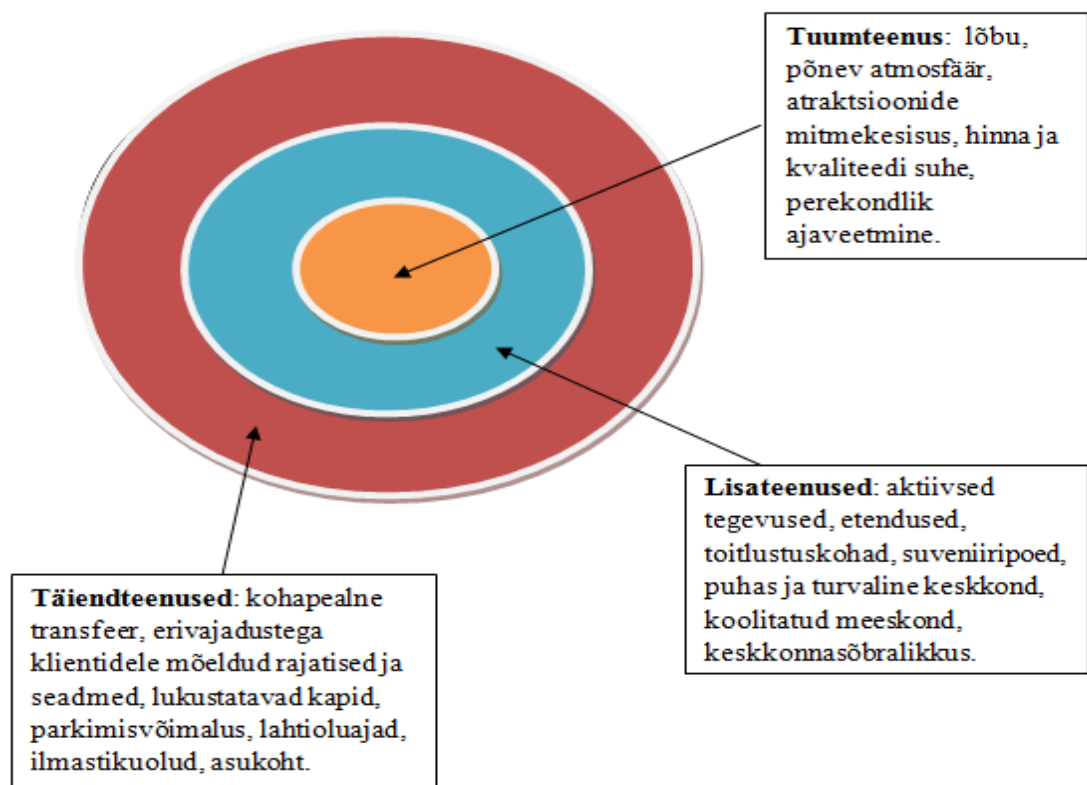 Tuumteenus: lõbu,
põnev atmosfäär,
atraktsioonide
mitmekesisus, hinna ja
kvaliteedi suhe,
perekondlik
ajaveetmine.
Lisateenused: aktiivsed
tegevused, etendused,
toitlustuskohad, suveniiripoed,
puhas ja turvaline keskkond,
koolitatud meeskond,
keskkonnasõbralikkus.
Täiendteenused: kohapealne
transfeer, erivajadustega
klientidele mõeldud rajatised ja
seadmed, lukustatavad kapid,
parkimisvõimalus, lahtioluajad,
ilmastikuolud, asukoht.